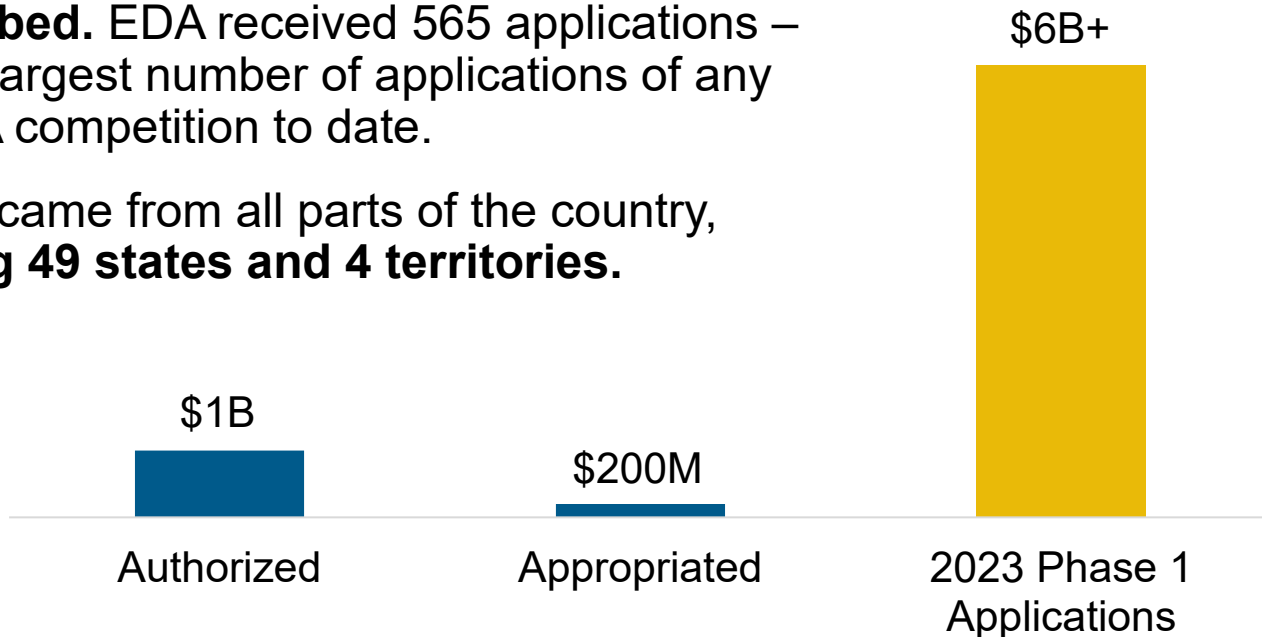 bed. EDA received 565 applications –
argest number of applications of any
competition to date.
came from all parts of the country,
g 49 states and 4 territories.
$6B+
$1B
$200M
Authorized
Appropriated
2023 Phase 1
Applications